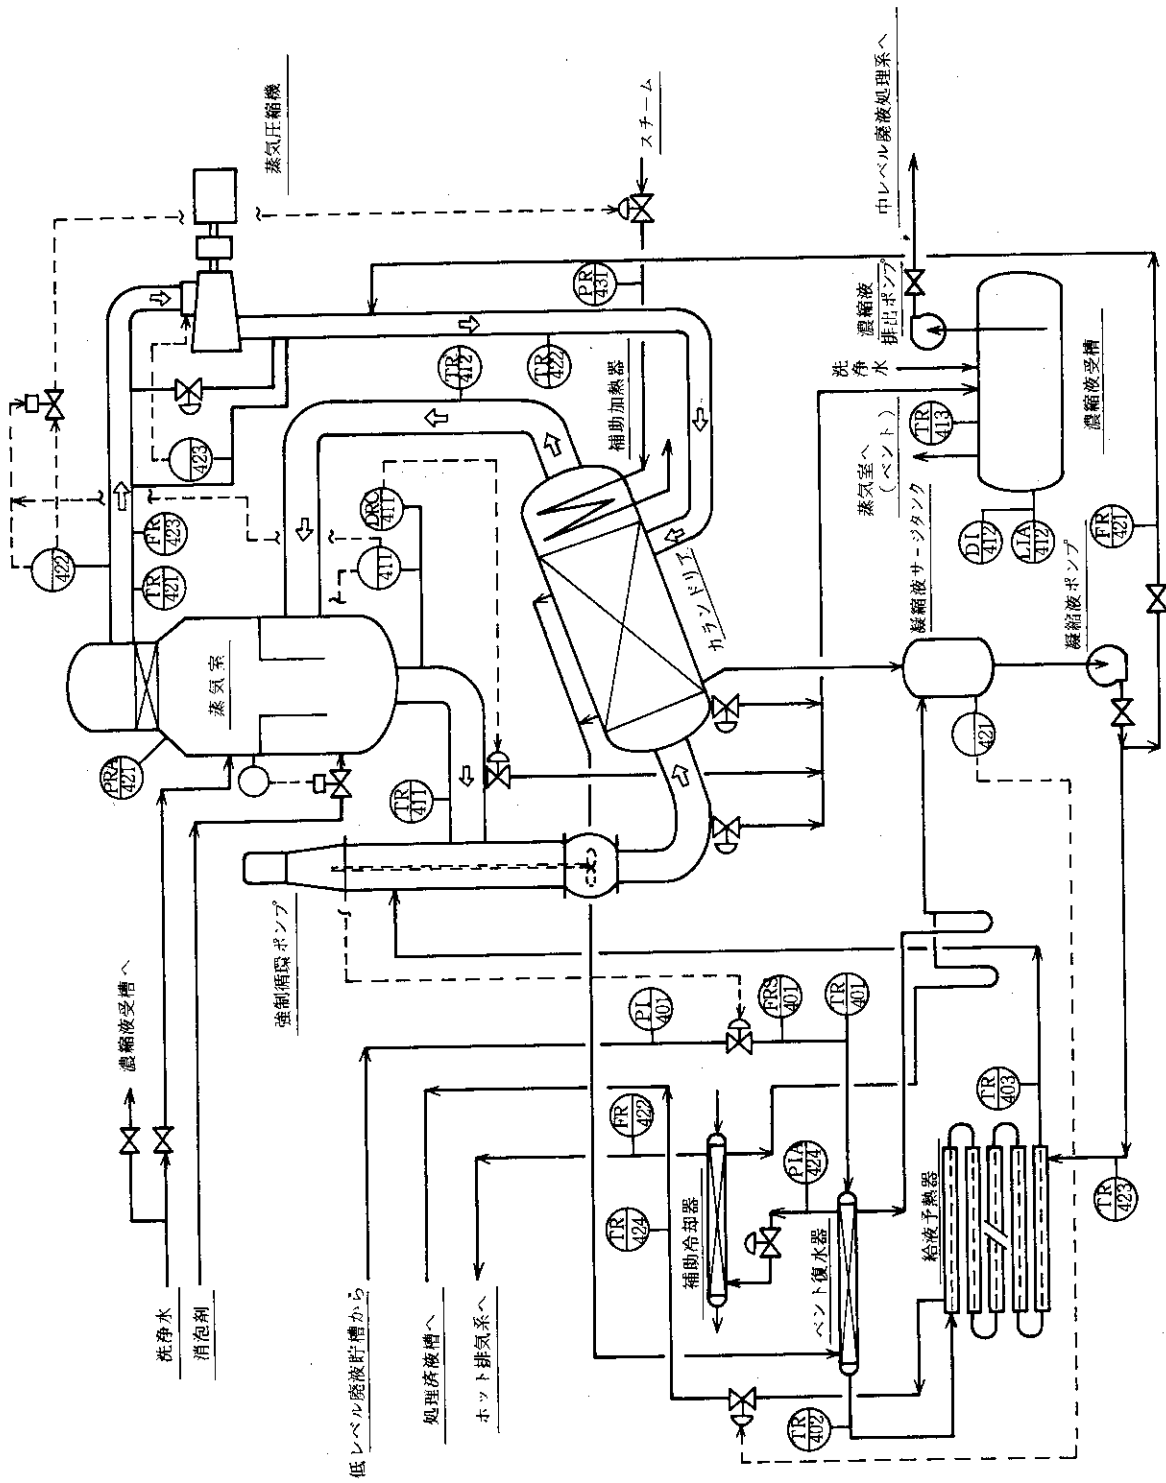 蒸気圧縮機
スチーム
中レベル廃液処理系へ
422
FR
423
TR
421
423
TR
412
TR
422
PR
431
補助加熱器
濃縮液
排出ポンプ
洗浄水
蒸気室へ
(ベント)
TR
413
濃縮液受槽
DI
412
LIA
412
FR
421
蒸気室
DRC
411
411
カランドリア
凝縮液サージタンク
凝縮液ポンプ
421
PRA
421
TR
411
強制循環ポンプ
濃縮液受槽へ
洗浄水
消泡剤
低レベル廃液貯槽から
処理済液槽へ
ホット排気系へ
PI
401
FRS
401
TR
401
FR
422
TR
424
PIA
424
補助冷却器
ベント復水器
TR
402
TR
403
給液予熱器
TR
423